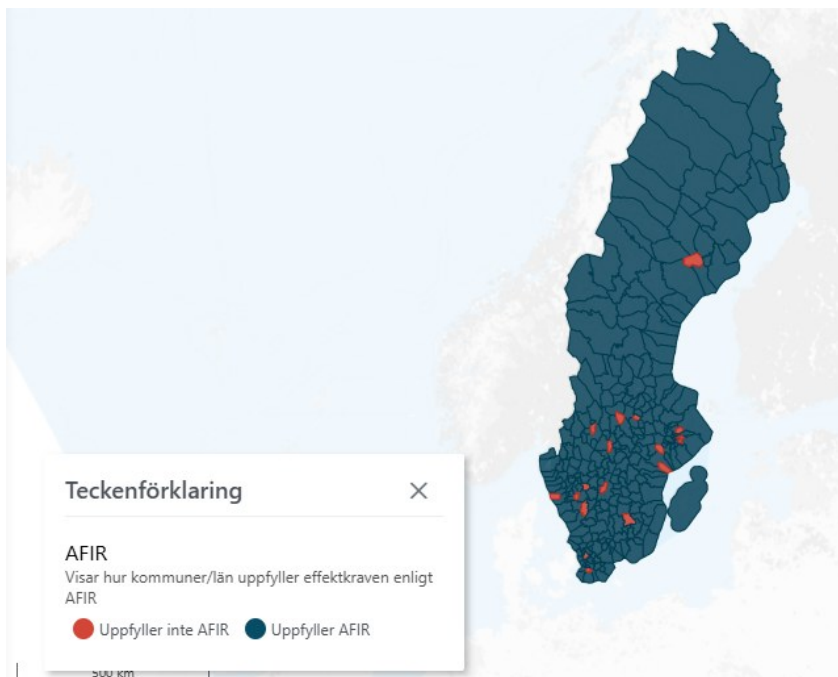 Teckenförklaring
AFIR
Visar hur kommuner/län uppfyller effektkraven enligt
AFIR
Uppfyller inte AFIR Uppfyller AFIR
500 km